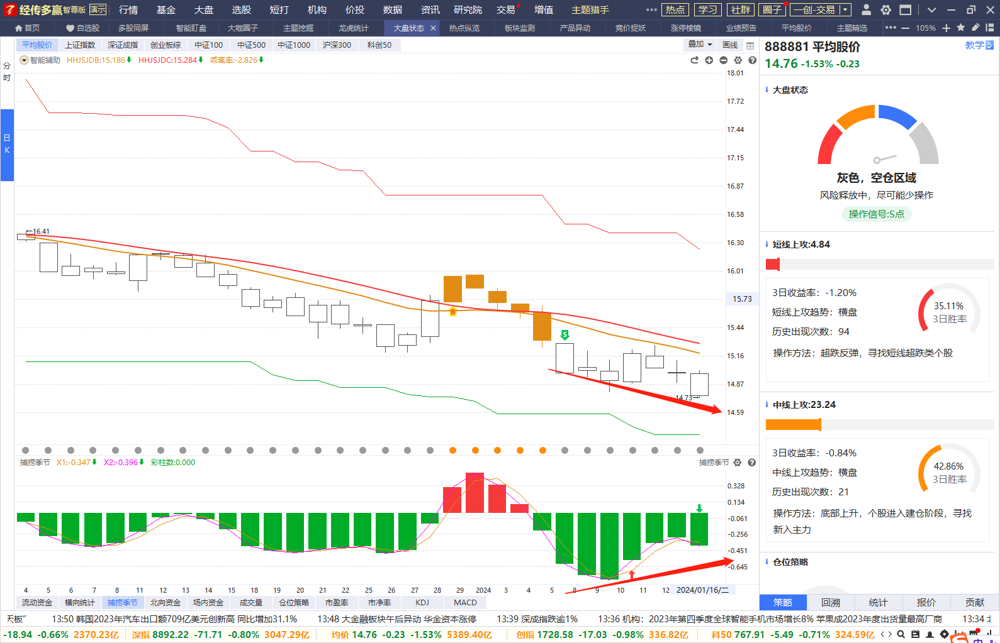 经传多赢 智尊版 演示 行情 基金 大盘 选股 短打 机构 价投 数据 资讯 研究院 交易 增值 主题猎手 热点 学习 社群 圈子 一创-交易
首页 自选股 多股同屏 智能盯盘 大咖圈子 主题挖掘 龙虎统计 大盘状态 热点纵览 板块监测 产品异动 竞价捉妖 涨停棱镜 业绩预告 平均股价 主题精选 105%
平均股价 上证指数 深证成指 创业板综 中证100 中证500 中证1000 沪深300 科创50 叠加 画线
智能辅助 HHJSJDB:15.186 HHJSJDC:15.284 乖离率:-2.826
分时
日K
18.01
17.72
17.44
17.15
16.87
16.58
16.30
16.01
15.73
15.44
15.16
14.87
14.59
16.41
B
S
14.73
捕捞季节 X1:-0.347 X2:-0.396 彩柱数:0.000
捕捞季节
0.328
0.134
-0.061
-0.256
-0.451
-0.645
4 5 6 7 8 11 12 13 14 15 18 19 20 21 22 25 26 27 28 29 2024 3 4 5 8 9 10 11 12 2024/01/16/二
流动资金 横向统计 捕捞季节 北向资金 场内资金 成交量 仓位策略 市盈率 市净率 KDJ MACD
888881 平均股价 教学
14.76 -1.53% -0.23
大盘状态
灰色，空仓区域
风险释放中，尽可能少操作
操作信号:S点
短线上攻:4.84
3日收益率：-1.20%
短线上攻趋势：横盘
历史出现次数：94
35.11%
3日胜率
操作方法：超跌反弹，寻找短线超跌类个股
中线上攻:23.24
3日收益率：-0.84%
中线上攻趋势：横盘
历史出现次数：21
42.86%
3日胜率
操作方法：底部上升，个股进入建仓阶段，寻找
新入主力
仓位策略
策略 回溯 统计 报价 贡献
天板” 13:50 韩国2023年汽车出口额709亿美元创新高 同比增加31.1% 13:48 大金融板块午后异动 华金资本涨停 13:39 深成指跌逾1% 13:36 机构：2023年第四季度全球智能手机市场增长8% 苹果成2023年度出货量最高厂商 13:34
-18.94 -0.66% 2370.23亿 深指 8892.22 -71.71 -0.80% 3047.29亿 均价 14.76 -0.23 -1.53% 5389.40亿 创指 1728.58 -17.03 -0.98% 336.82亿 科50 767.91 -5.49 -0.71% 324.59亿